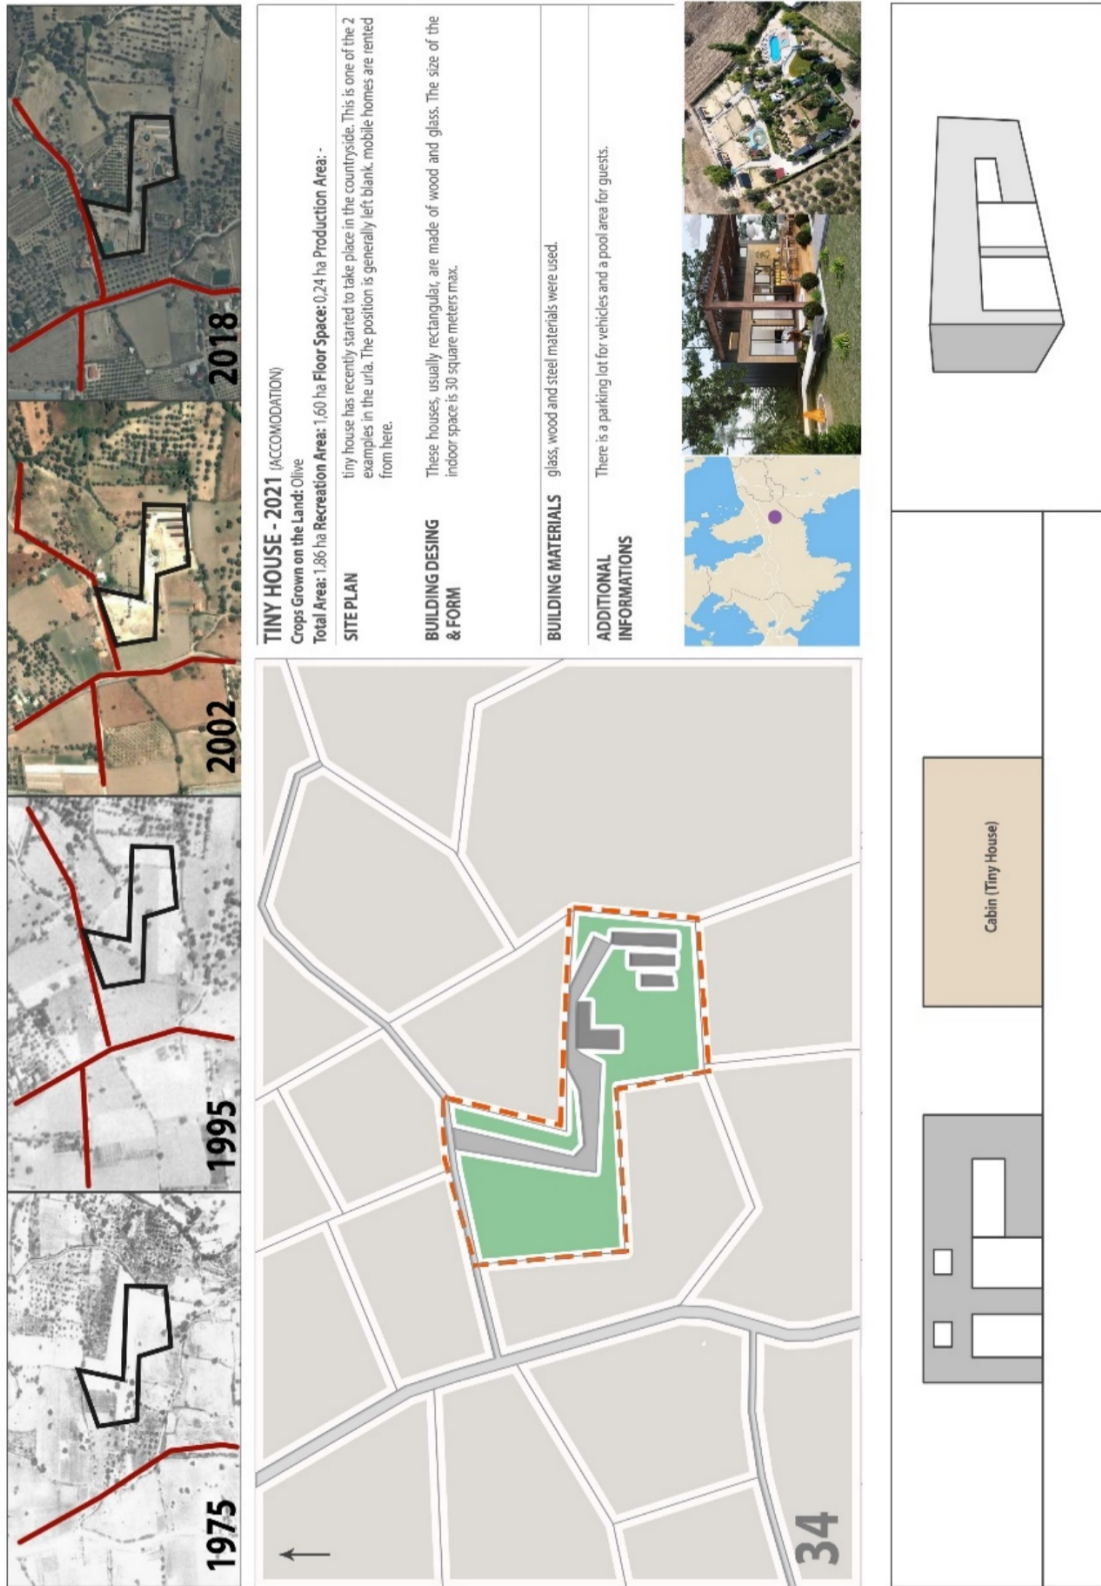 1975
1995
2002
2018
34
TINY HOUSE - 2021 (ACCOMODATION)
Crops Grown on the Land: Olive
Total Area: 1.86 ha Recreation Area: 1,60 ha Floor Space: 0,24 ha Production Area: -
SITE PLAN
tiny house has recently started to take place in the countryside. This is one of the 2
examples in the urla. The position is generally left blank. mobile homes are rented
from here.
BUILDING DESING
& FORM
These houses, usually rectangular, are made of wood and glass. The size of the
indoor space is 30 square meters max.
BUILDING MATERIALS glass, wood and steel materials were used.
ADDITIONAL
INFORMATIONS
There is a parking lot for vehicles and a pool area for guests.
Cabin (Tiny House)